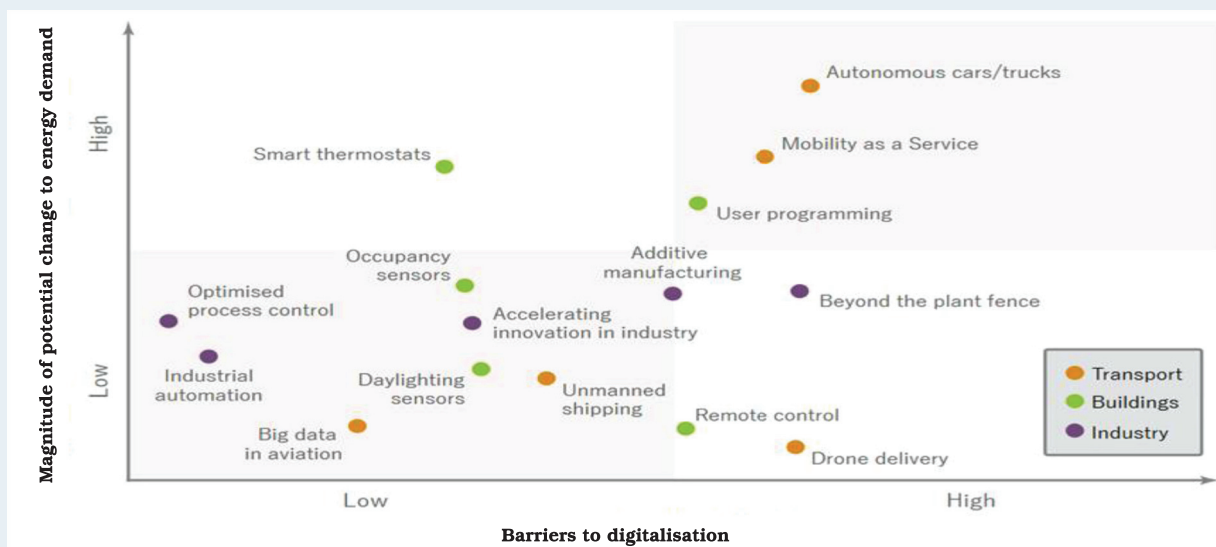 Magnitude of potential change to energy demand
High
Low
Autonomous cars/trucks
Mobility as a Service
Smart thermostats
User programming
Occupancy
sensors
Additive
manufacturing
Optimised
process control
Beyond the plant fence
Accelerating
innovation in industry
Industrial
automation
Daylighting
sensors
Unmanned
shipping
Big data
in aviation
Remote control
Drone delivery
Transport
Buildings
Industry
Low
High
Barriers to digitalisation